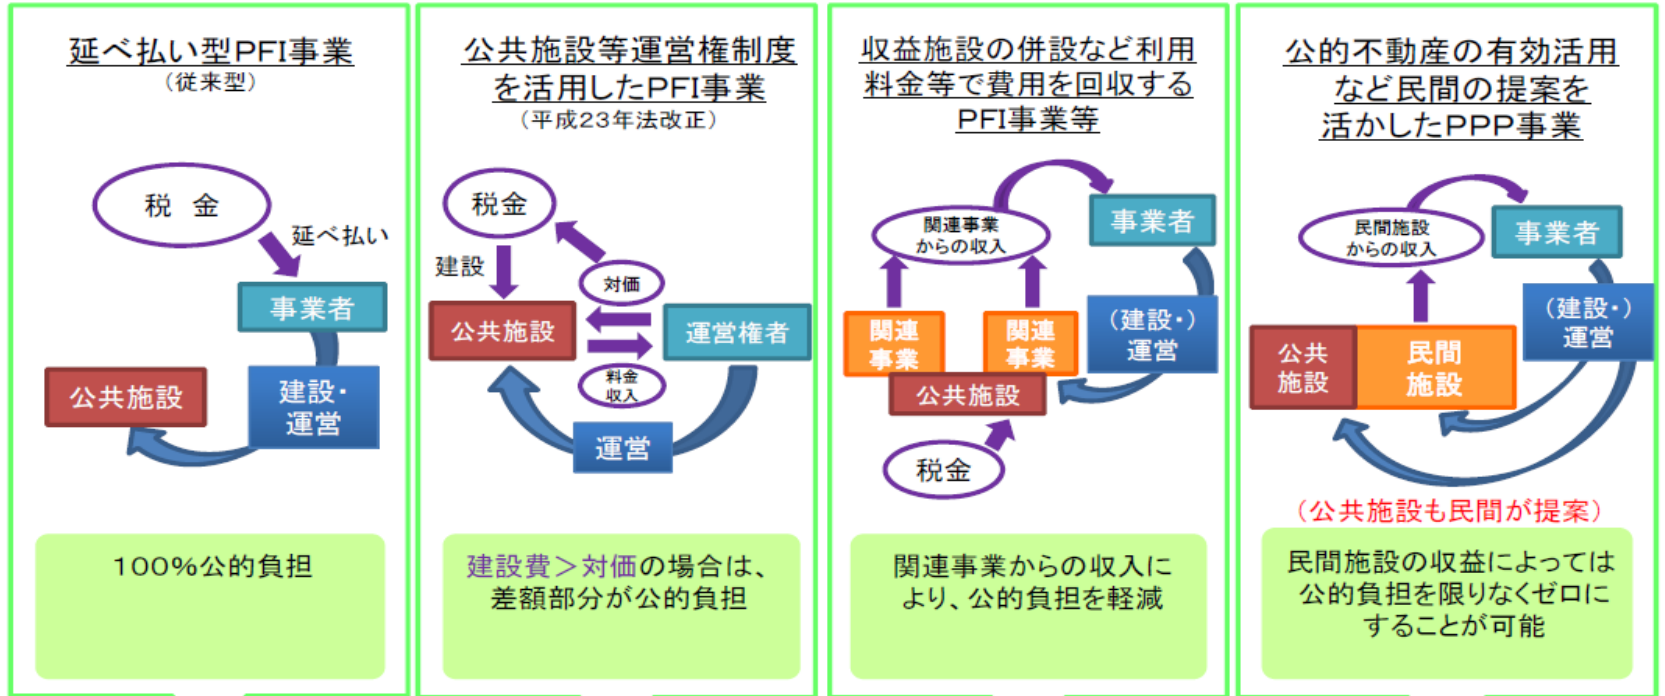 延べ払い型PFI事業
（従来型）
税　金
延べ払い
事業者
公共施設
建設・
運営
100％公的負担
公共施設等運営権制度
を活用したPFI事業
（平成23年法改正）
税金
建設
対価
公共施設
運営権者
料金
収入
運営
建設費＞対価の場合は、
差額部分が公的負担
収益施設の併設など利用
料金等で費用を回収する
PFI事業等
関連事業
からの収入
事業者
関連
事業
関連
事業
（建設・）
運営
公共施設
税金
関連事業からの収入に
より、公的負担を軽減
公的不動産の有効活用
など民間の提案を
活かしたPPP事業
民間施設
からの収入
事業者
（建設・）
運営
公共
施設
民間
施設
（公共施設も民間が提案）
民間施設の収益によっては
公的負担を限りなくゼロに
することが可能